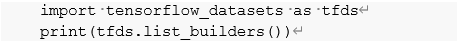 import tensorflow_datasets as tfds
print(tfds.list_builders())